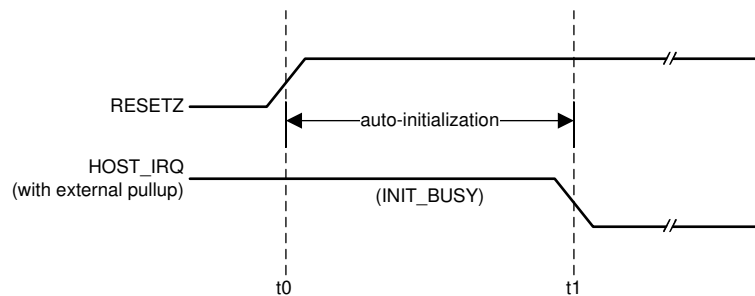 RESETZ
auto-initialization
HOST_IRQ
(with external pullup)
(INIT_BUSY)
t0
t1